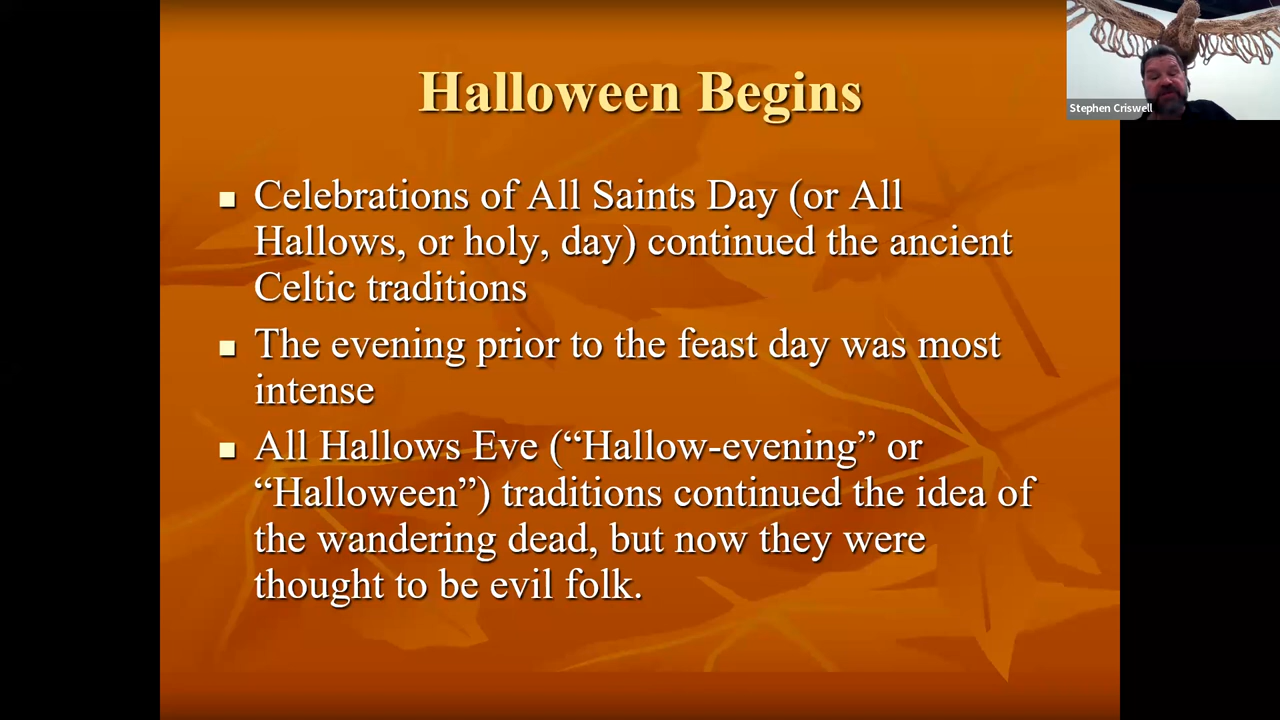 Halloween Begins
Stephen Criswell
Celebrations of All Saints Day (or All
Hallows, or holy, day) continued the ancient
Celtic traditions
The evening prior to the feast day was most
intense
All Hallows Eve (“Hallow-evening” or
“Halloween”) traditions continued the idea of
the wandering dead, but now they were
thought to be evil folk.